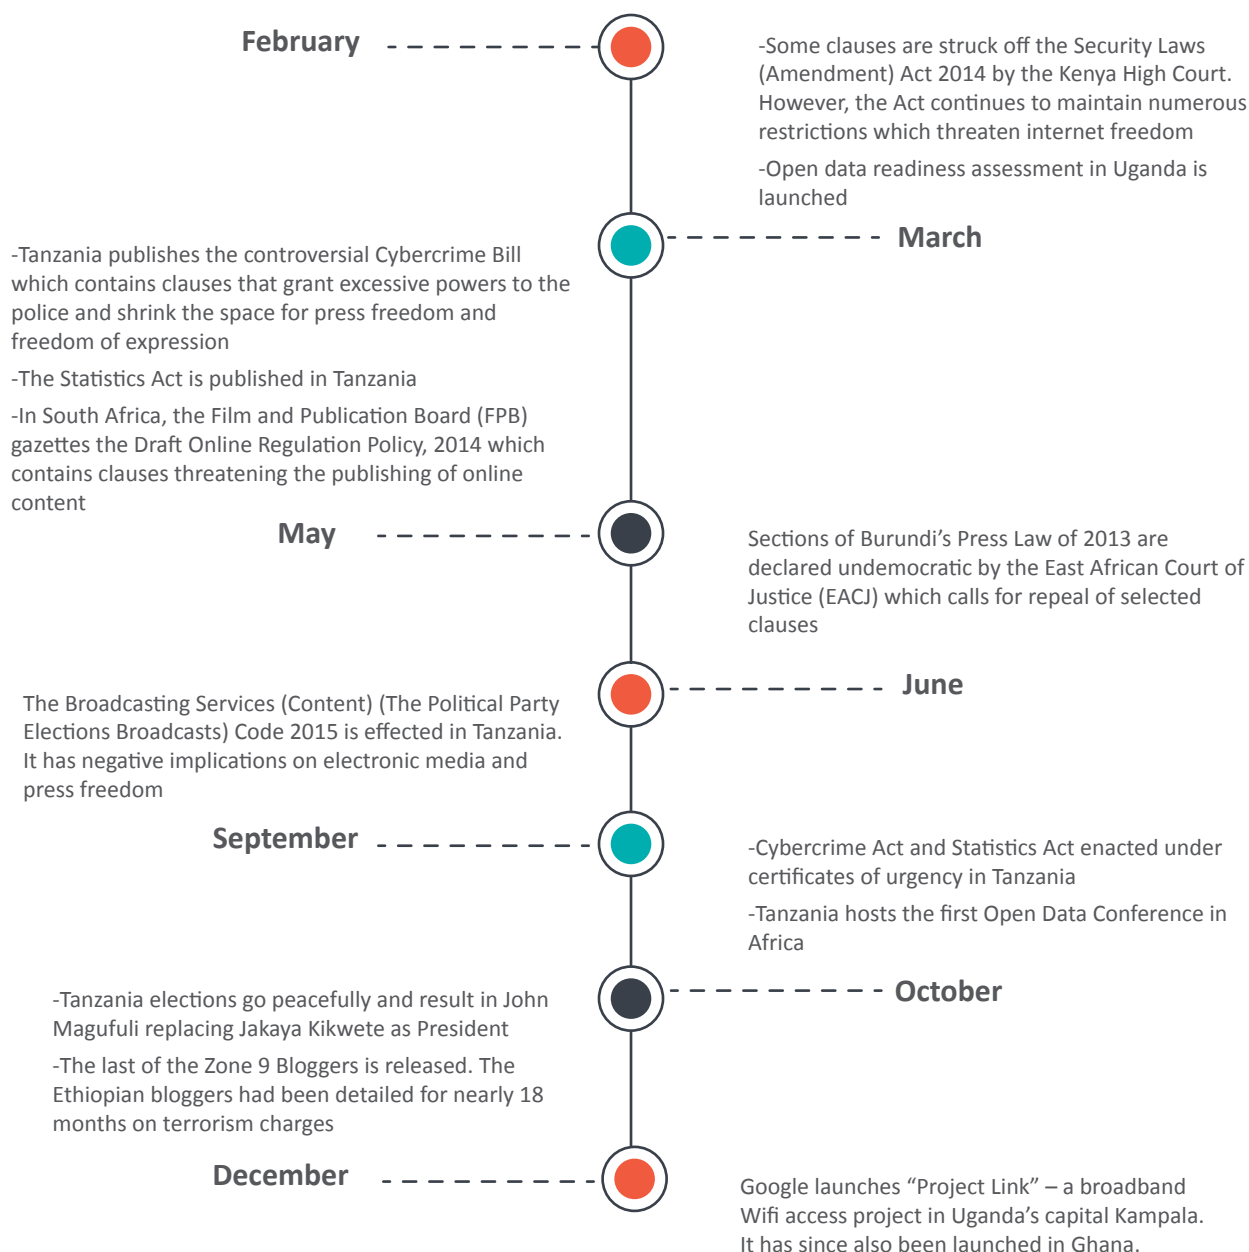 February
-Some clauses are struck off the Security Laws
(Amendment) Act 2014 by the Kenya High Court.
However, the Act continues to maintain numerous
restrictions which threaten internet freedom
-Open data readiness assessment in Uganda is
launched
March
-Tanzania publishes the controversial Cybercrime Bill
which contains clauses that grant excessive powers to the
police and shrink the space for press freedom and
freedom of expression
-The Statistics Act is published in Tanzania
-In South Africa, the Film and Publication Board (FPB)
gazettes the Draft Online Regulation Policy, 2014 which
contains clauses threatening the publishing of online
content
May
Sections of Burundi’s Press Law of 2013 are
declared undemocratic by the East African Court of
Justice (EACJ) which calls for repeal of selected
clauses
June
The Broadcasting Services (Content) (The Political Party
Elections Broadcasts) Code 2015 is effected in Tanzania.
It has negative implications on electronic media and
press freedom
September
-Cybercrime Act and Statistics Act enacted under
certificates of urgency in Tanzania
-Tanzania hosts the first Open Data Conference in
Africa
October
-Tanzania elections go peacefully and result in John
Magufuli replacing Jakaya Kikwete as President
-The last of the Zone 9 Bloggers is released. The
Ethiopian bloggers had been detailed for nearly 18
months on terrorism charges
December
Google launches “Project Link” – a broadband
Wifi access project in Uganda’s capital Kampala.
It has since also been launched in Ghana.